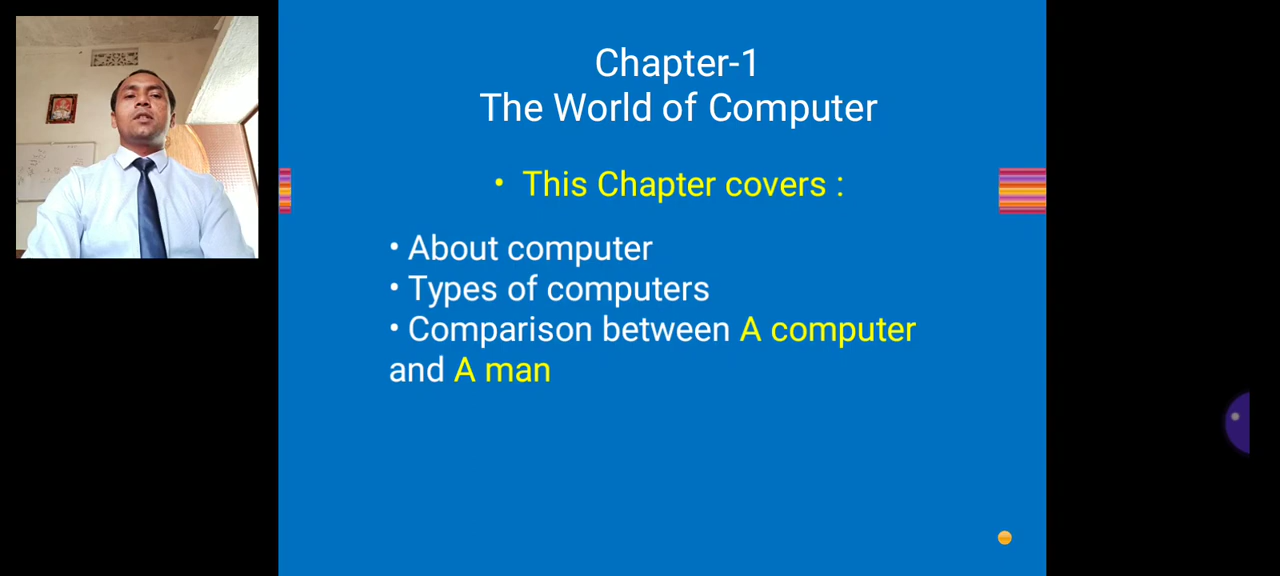 Chapter-1
The World of Computer
• This Chapter covers :
• About computer
• Types of computers
• Comparison between A computer
and A man